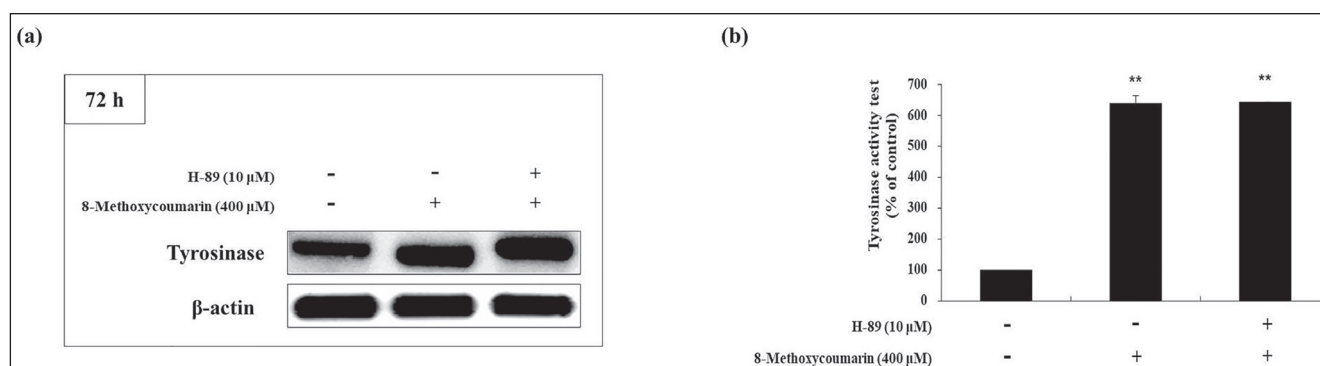 (a)
72 h
H-89 (10 μM) - - +
8-Methoxycoumarin (400 μM) - + +
Tyrosinase
β-actin
(b)
Tyrosinase activity test
(% of control)
** **
700
600
500
400
300
200
100
0
H-89 (10 μM) - - +
8-Methoxycoumarin (400 μM) - + +